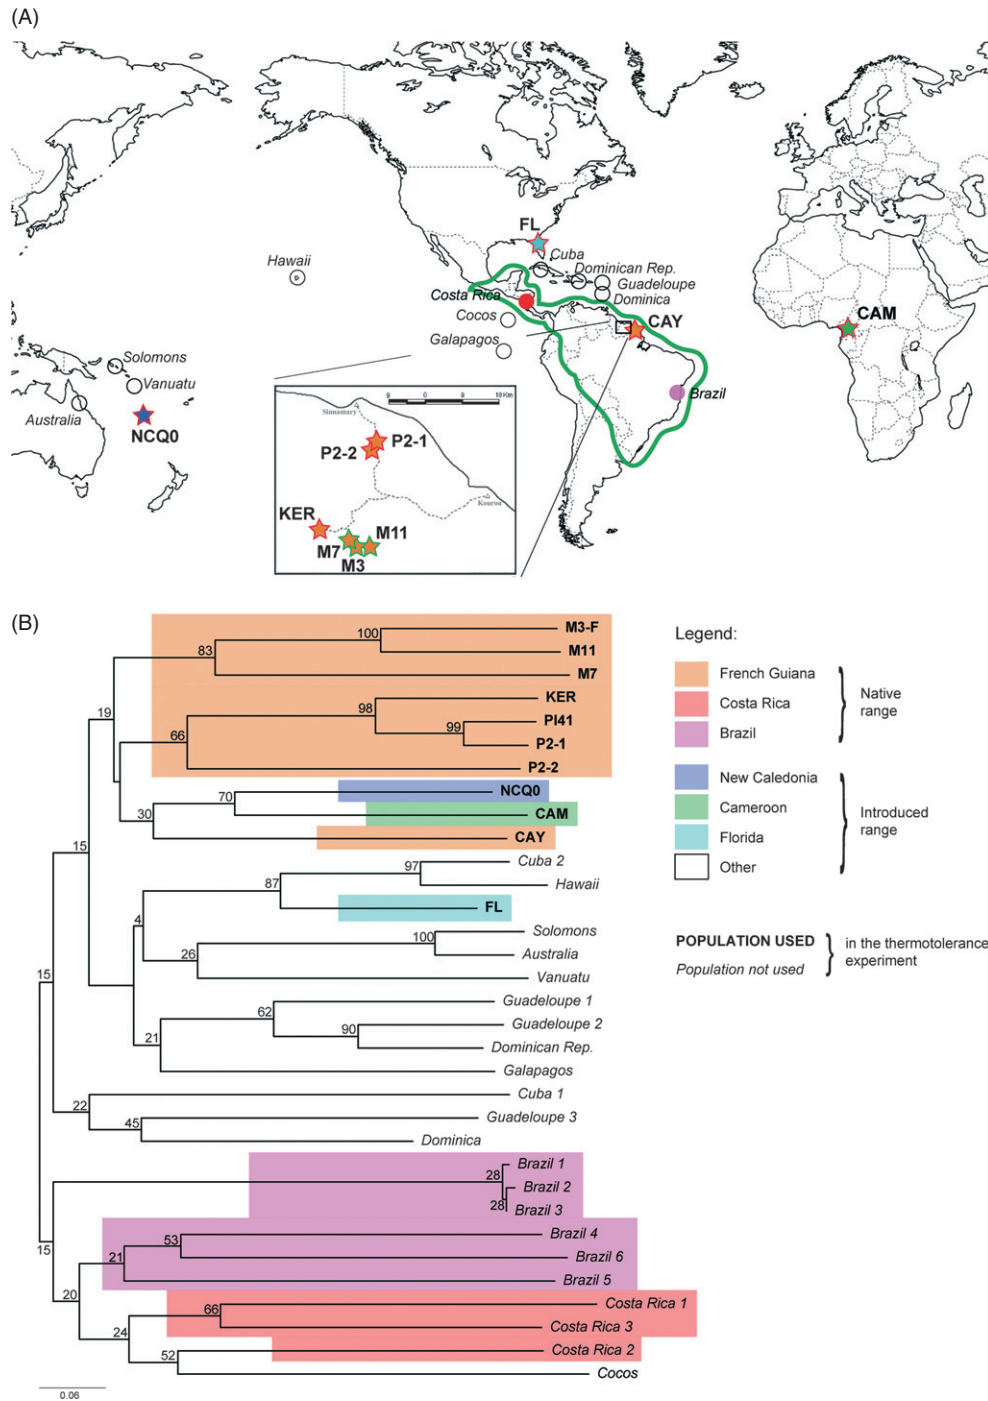 (A)
FL
Cuba
Hawaii
Dominican Rep.
Guadeloupe
Costa Rica
Dominica
Cocos
CAY
CAM
Galapagos
Solomons
Vanuatu
Australia
Brazil
NCQ0
9 0 9 18 Km
Sinnamary
P2-1
P2-2
Kourou
KER
M11
M7
M3
(B)
M3-F
100
83
M11
M7
19
KER
98
PI41
99
66
P2-1
P2-2
NCQ0
70
CAM
30
CAY
15
Cuba 2
97
Hawaii
87
FL
4
Solomons
100
Australia
26
Vanuatu
15
Guadeloupe 1
62
Guadeloupe 2
90
Dominican Rep.
21
Galapagos
Cuba 1
22
Guadeloupe 3
45
Dominica
Brazil 1
28
Brazil 2
28
Brazil 3
15
Brazil 4
53
Brazil 6
21
Brazil 5
20
Costa Rica 1
66
Costa Rica 3
24
Costa Rica 2
52
Cocos
0.06
Legend:
French Guiana
Costa Rica
Brazil
Native
range
New Caledonia
Cameroon
Florida
Other
Introduced
range
POPULATION USED
Population not used
in the thermotolerance
experiment